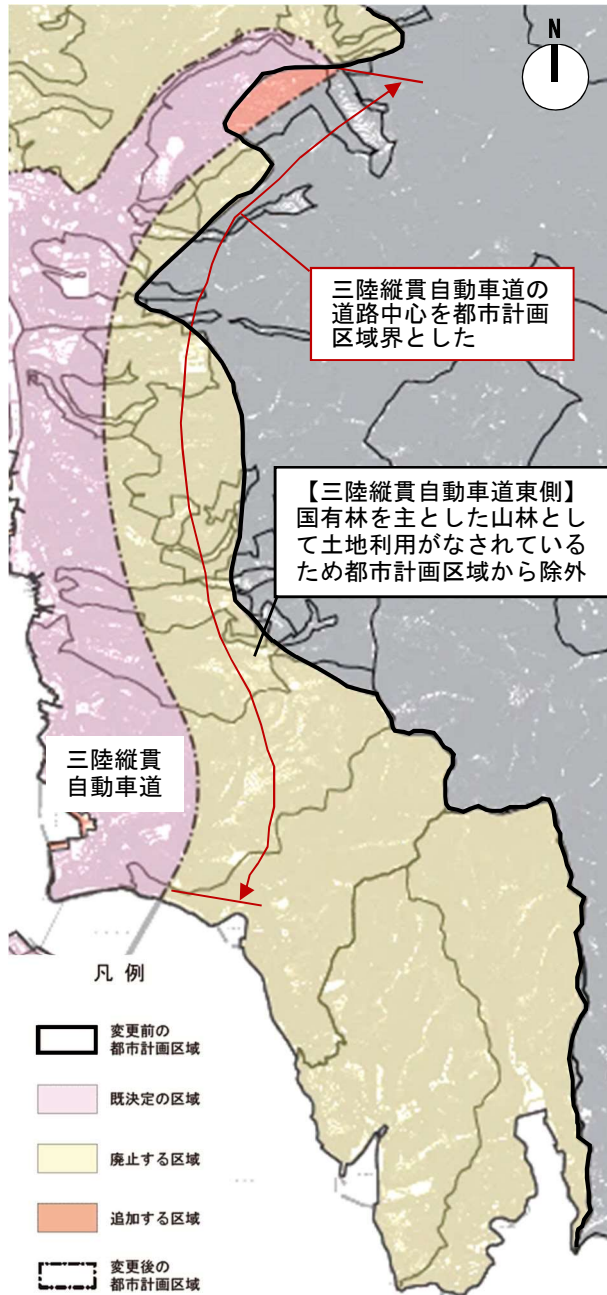 N
三陸縦貫自動車道の
道路中心を都市計画
区域界とした
【三陸縦貫自動車道東側】
国有林を主とした山林とし
て土地利用がなされている
ため都市計画区域から除外
三陸縦貫
自動車道
凡 例
変更前の
都市計画区域
既決定の区域
廃止する区域
追加する区域
変更後の
都市計画区域